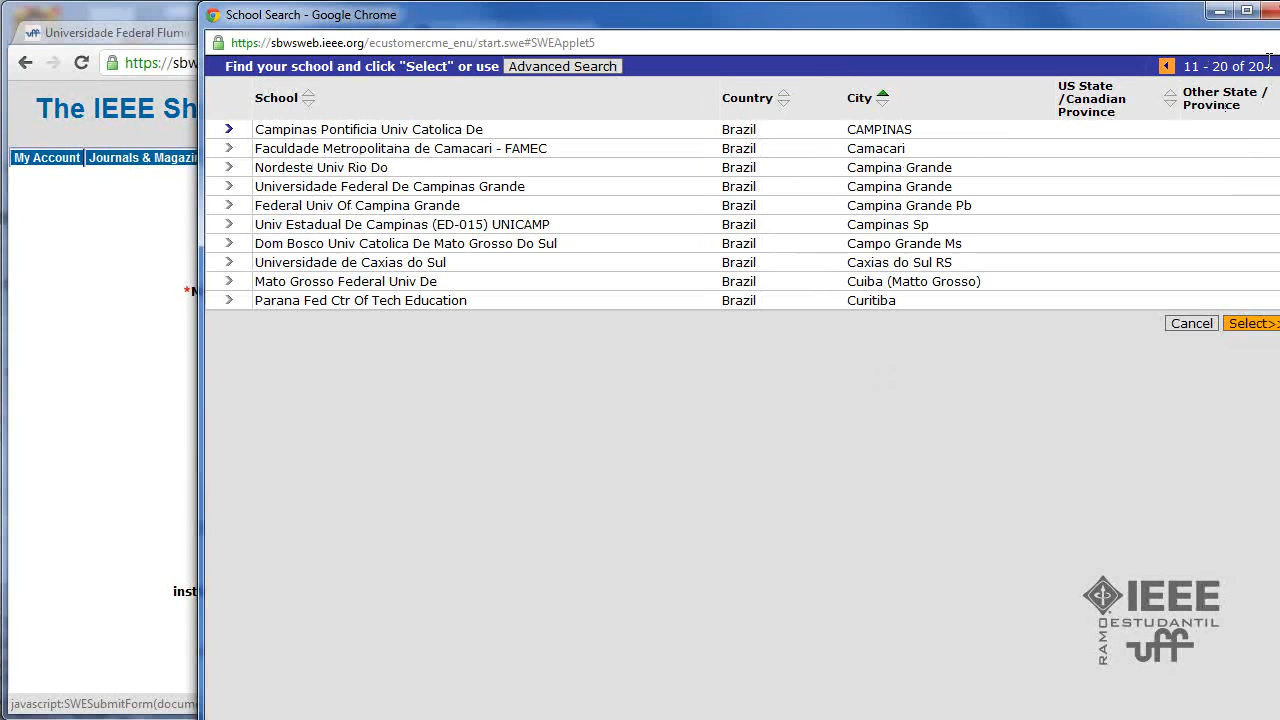 School Search - Google Chrome
Universidade Federal Flum
https://sbwsweb.ieee.org/ecustomercme_enu/start.swe#SWEApplet5
https://sbw
Find your school and click "Select" or use Advanced Search 11 - 20 of 20+
The IEEE Sh
School Country City US State /Canadian Province Other State / Province
My Account Journals & Magazi
Campinas Pontificia Univ Catolica De Brazil CAMPINAS
Faculdade Metropolitana de Camacari - FAMEC Brazil Camacari
Nordeste Univ Rio Do Brazil Campina Grande
Universidade Federal De Campinas Grande Brazil Campina Grande
Federal Univ Of Campina Grande Brazil Campina Grande Pb
Univ Estadual De Campinas (ED-015) UNICAMP Brazil Campinas Sp
Dom Bosco Univ Catolica De Mato Grosso Do Sul Brazil Campo Grande Ms
Universidade de Caxias do Sul Brazil Caxias do Sul RS
Mato Grosso Federal Univ De Brazil Cuiba (Matto Grosso)
Parana Fed Ctr Of Tech Education Brazil Curitiba
Cancel Select>>
inst
IEEE
RAMO ESTUDANTIL
uff
javascript:SWESubmitForm(docum